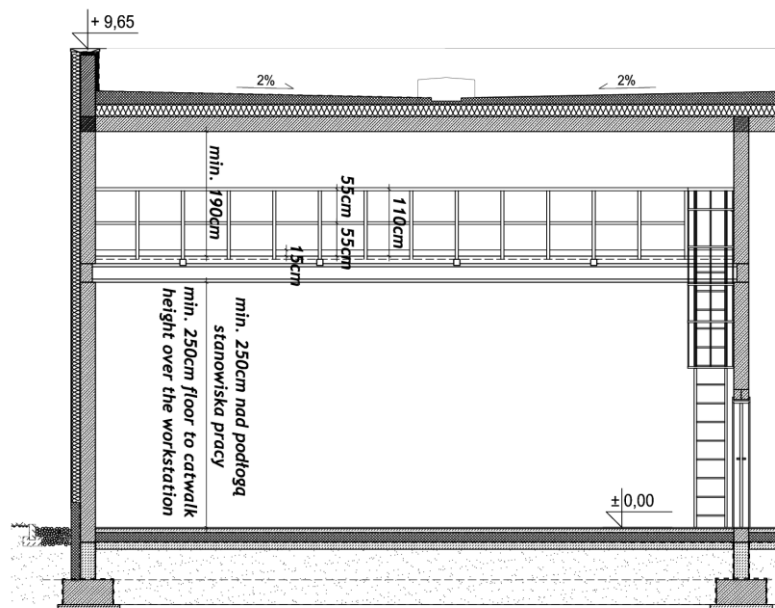 + 9,65
2%
2%
min. 190cm
55cm
55cm
110cm
15cm
min. 250cm nad podłogą
stanowiska pracy
min. 250cm floor to catwalk
height over the workstation
±0,00